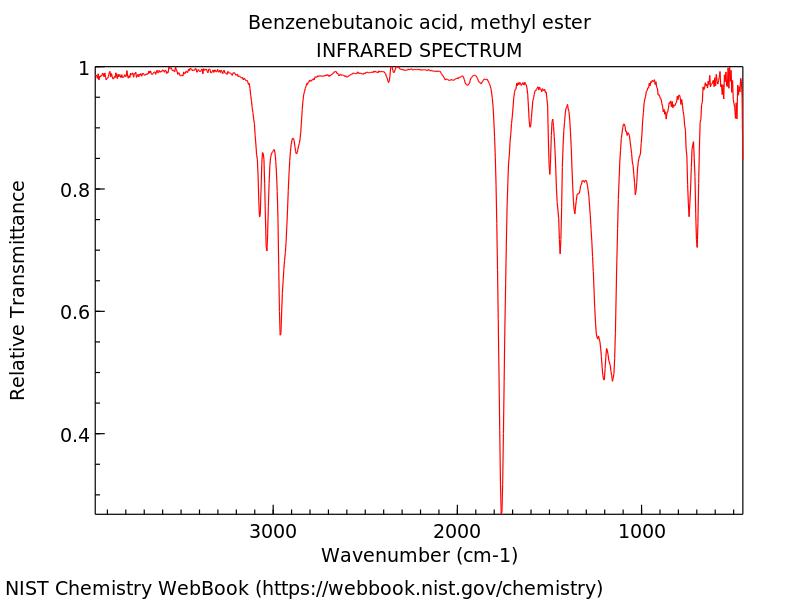 Benzenebutanoic acid, methyl ester
INFRARED SPECTRUM
1
0.8
0.6
0.4
Relative Transmittance
3000 2000 1000
Wavenumber (cm-1)
NIST Chemistry WebBook (https://webbook.nist.gov/chemistry)